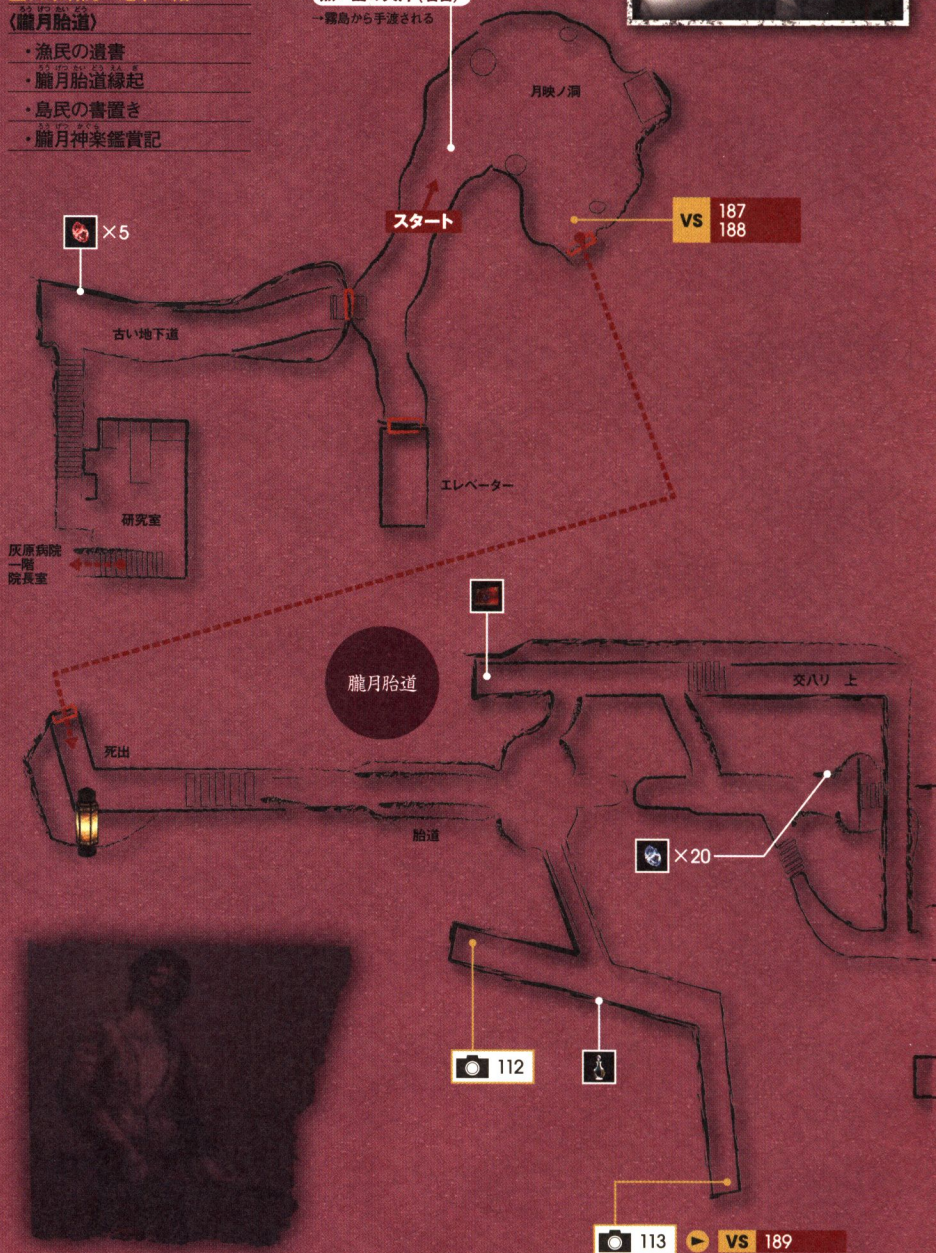 〈朧月胎道〉
・漁民の遺書
・朧月胎道縁起
・島民の書置き
・朧月神楽鑑賞記
→霧島から手渡される
月映ノ洞
スタート
VS 187
188
×5
古い地下道
エレベーター
研究室
灰原病院
一階
院長室
朧月胎道
交ハリ 上
死出
胎道
×20
112
113 VS 189